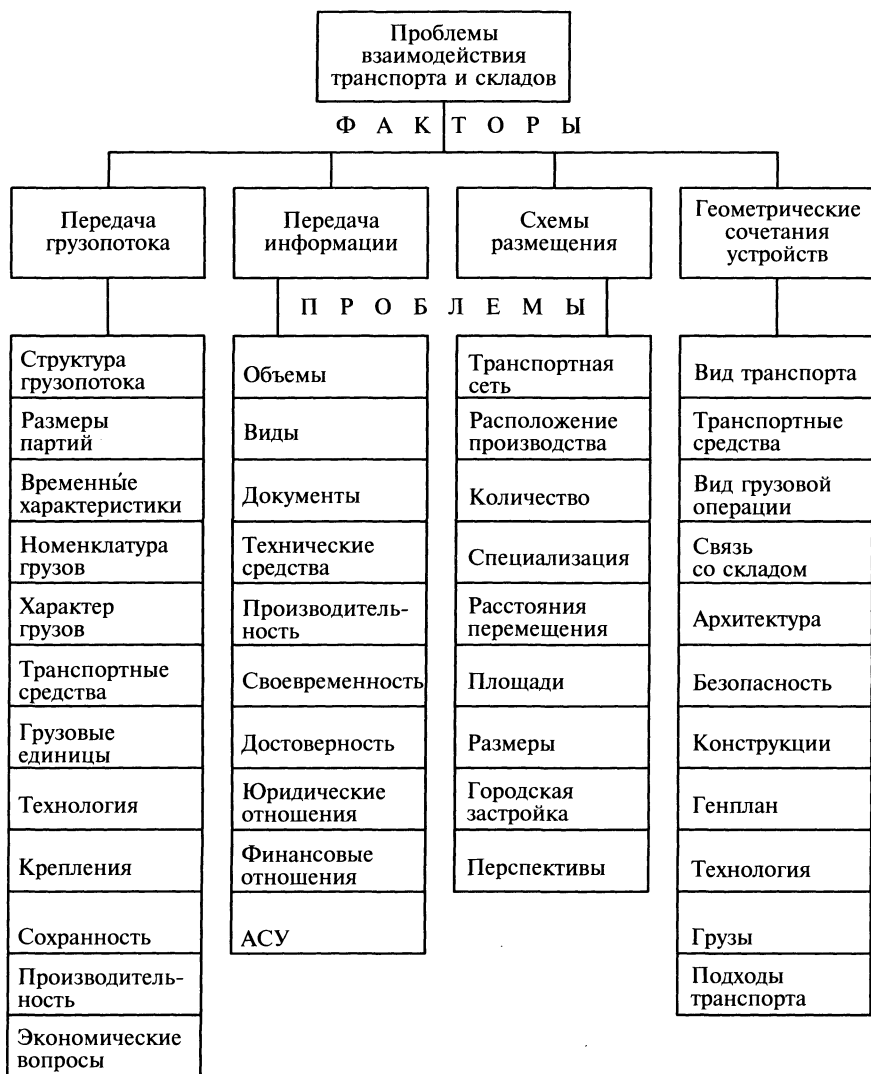 Проблемы
взаимодействия
транспорта и складов
Ф А К Т О Р Ы
Передача
грузопотока
Передача
информации
Схемы
размещения
Геометрические
сочетания
устройств
П Р О Б Л Е М Ы
Структура
грузопотока
Размеры
партий
Временные
характеристики
Номенклатура
грузов
Характер
грузов
Транспортные
средства
Грузовые
единицы
Технология
Крепления
Сохранность
Производитель-
ность
Экономические
вопросы
Объемы
Виды
Документы
Технические
средства
Производитель-
ность
Своевременность
Достоверность
Юридические
отношения
Финансовые
отношения
АСУ
Транспортная
сеть
Расположение
производства
Количество
Специализация
Расстояния
перемещения
Площади
Размеры
Городская
застройка
Перспективы
Вид транспорта
Транспортные
средства
Вид грузовой
операции
Связь
со складом
Архитектура
Безопасность
Конструкции
Генплан
Технология
Грузы
Подходы
транспорта